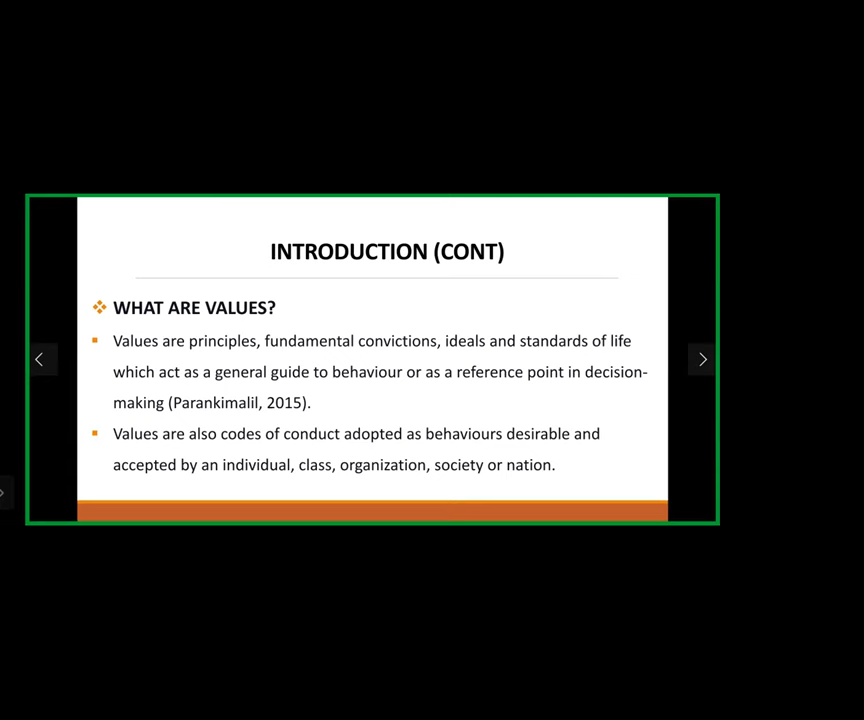 INTRODUCTION (CONT)
WHAT ARE VALUES?
Values are principles, fundamental convictions, ideals and standards of life
which act as a general guide to behaviour or as a reference point in decision-
making (Parankimalil, 2015).
Values are also codes of conduct adopted as behaviours desirable and
accepted by an individual, class, organization, society or nation.